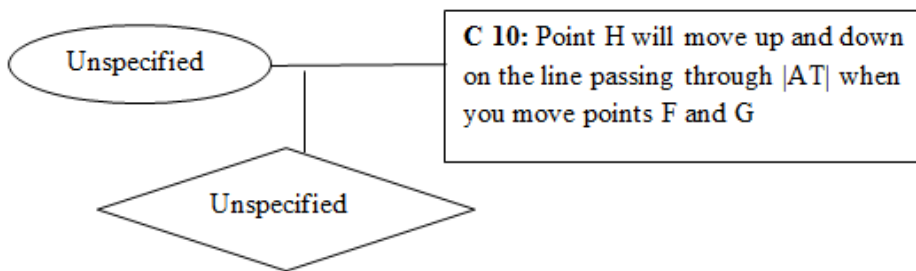 Unspecified
C 10: Point H will move up and down
on the line passing through |AT| when
you move points F and G
Unspecified